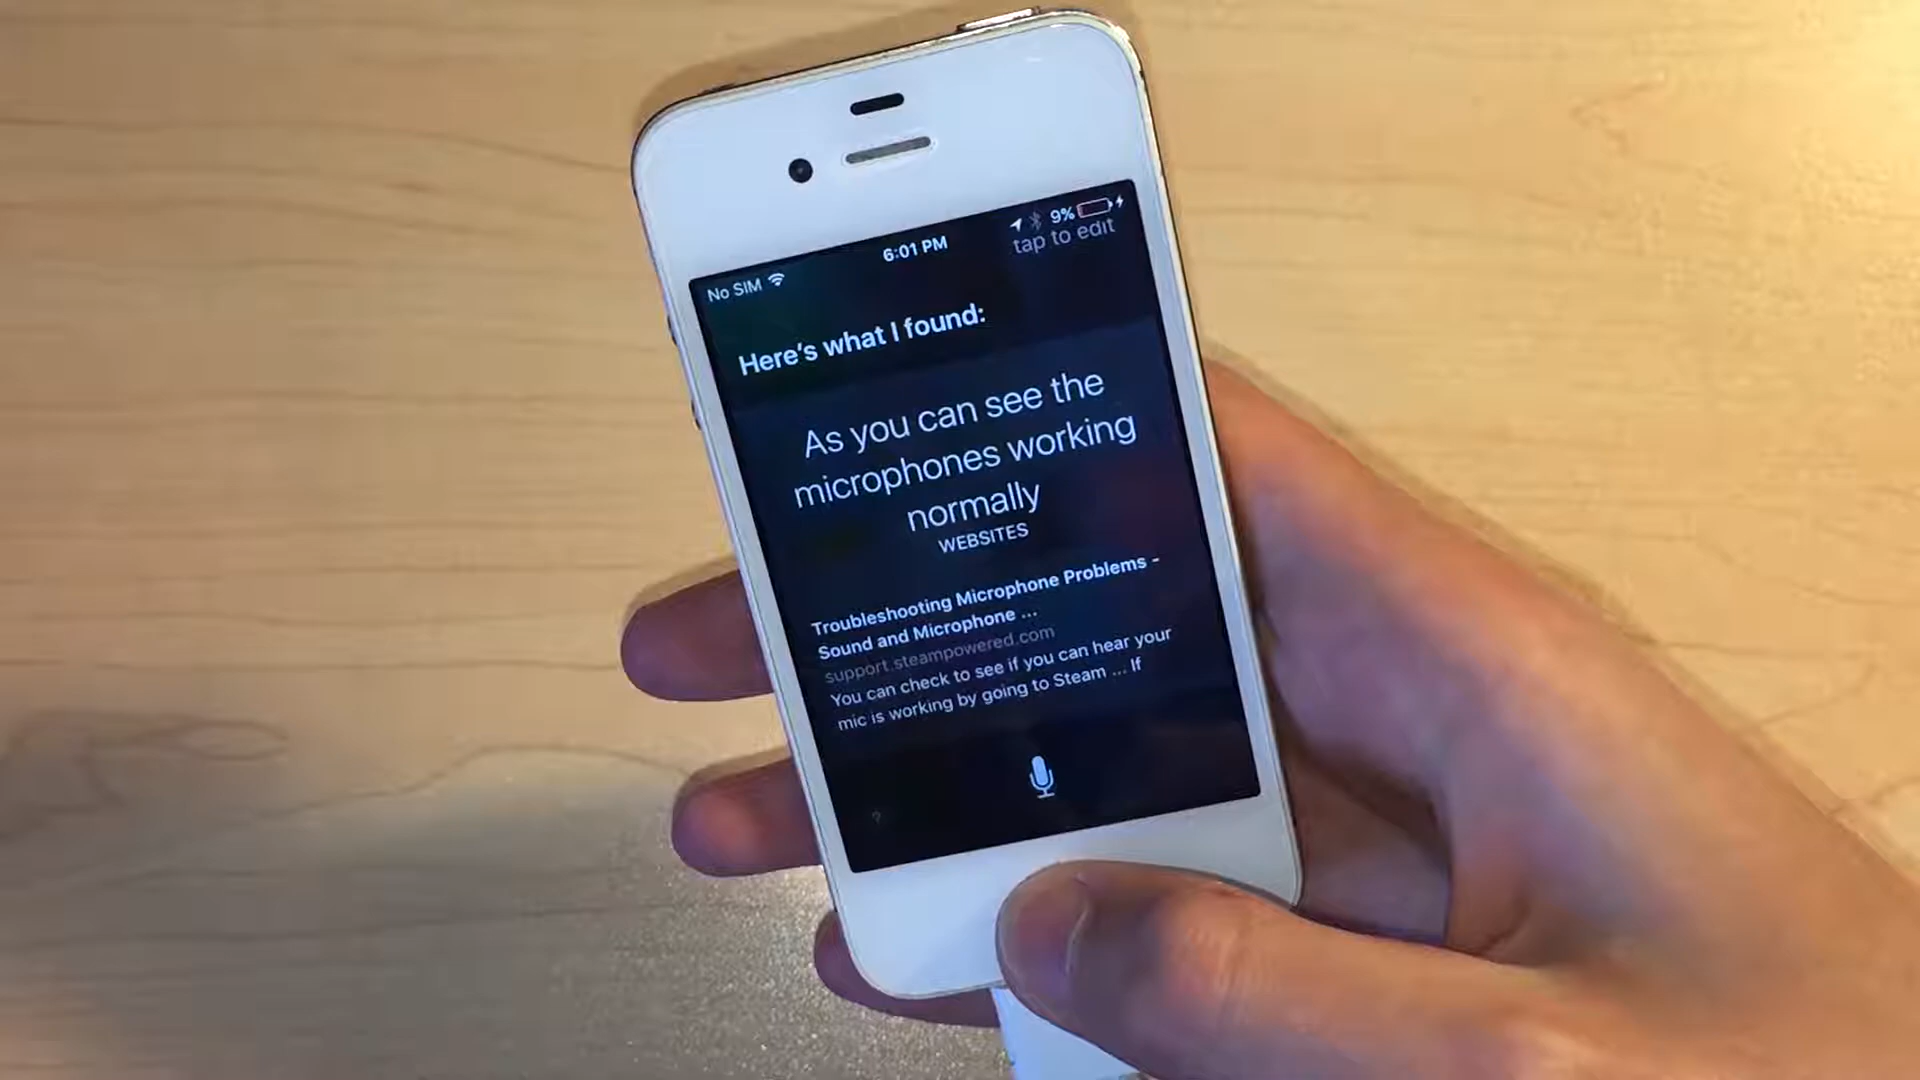 No SIM 6:01 PM 9%
tap to edit
Here's what I found:
As you can see the
microphones working
normally
WEBSITES
Troubleshooting Microphone Problems -
Sound and Microphone ...
support.steampowered.com
You can check to see if you can hear your
mic is working by going to Steam ... If
?